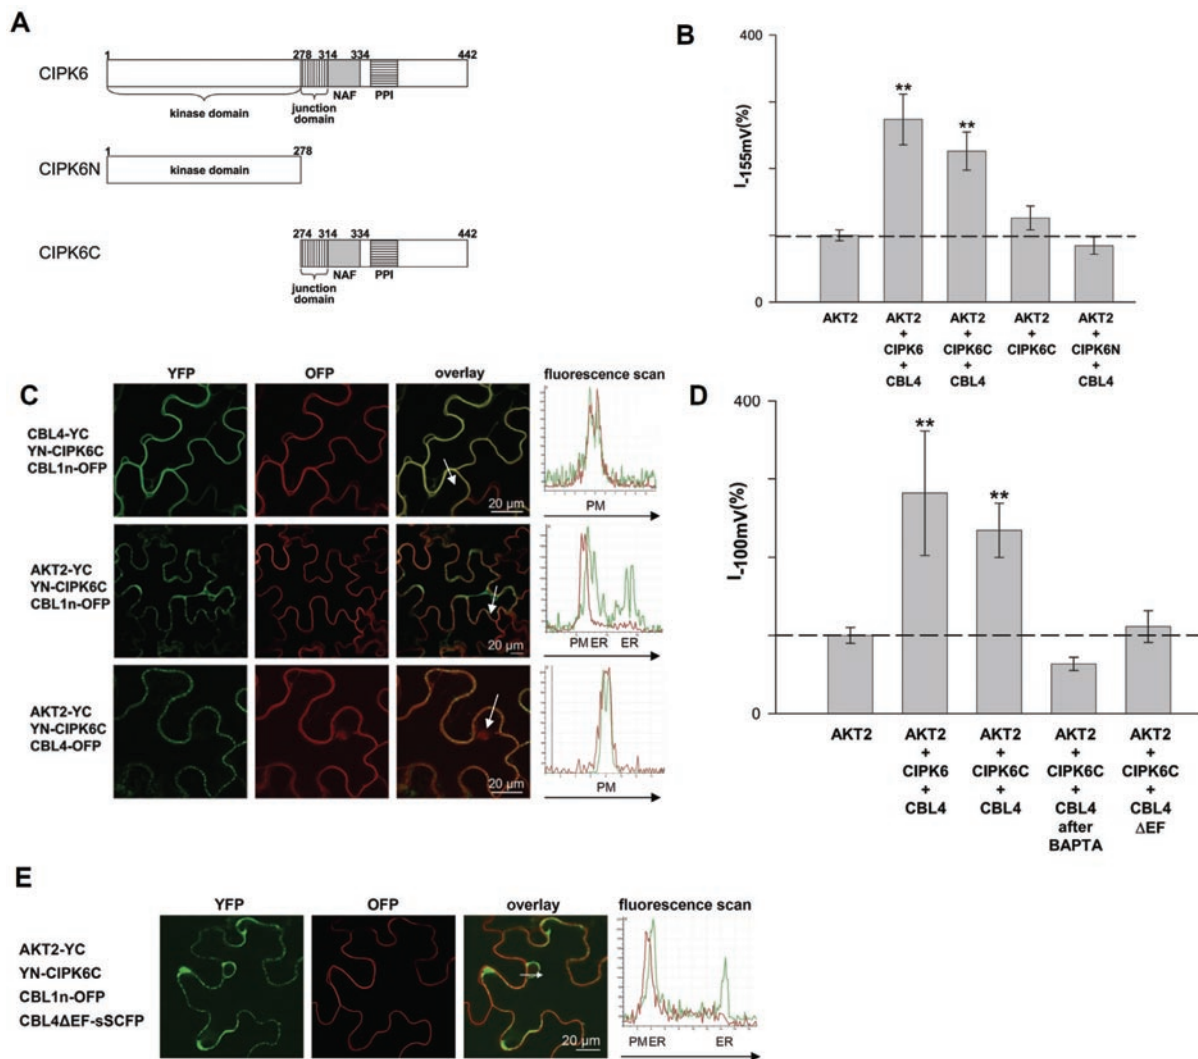 A
1 278 314 334 442
CIPK6
NAF PPI
kinase domain
junction
domain
1 278
CIPK6N
kinase domain
274 314 334 442
CIPK6C
NAF PPI
junction
domain
B
400
I-155mV(%)
** **
0
AKT2 AKT2 AKT2 AKT2 AKT2
+ + + +
CIPK6 CIPK6C CIPK6C CIPK6N
+ + +
CBL4 CBL4 CBL4
C
YFP OFP overlay fluorescence scan
CBL4-YC
YN-CIPK6C
CBL1n-OFP
20 µm
PM
AKT2-YC
YN-CIPK6C
CBL1n-OFP
20 µm
PM ER ER
AKT2-YC
YN-CIPK6C
CBL4-OFP
20 µm
PM
D
400
I-100mV(%)
** **
0
AKT2 AKT2 AKT2 AKT2 AKT2
+ + + +
CIPK6 CIPK6C CIPK6C CIPK6C
+ + + +
CBL4 CBL4 CBL4 CBL4
after ΔEF
BAPTA
E
YFP OFP overlay fluorescence scan
AKT2-YC
YN-CIPK6C
CBL1n-OFP
CBL4ΔEF-sSCFP
20 µm
PM ER ER